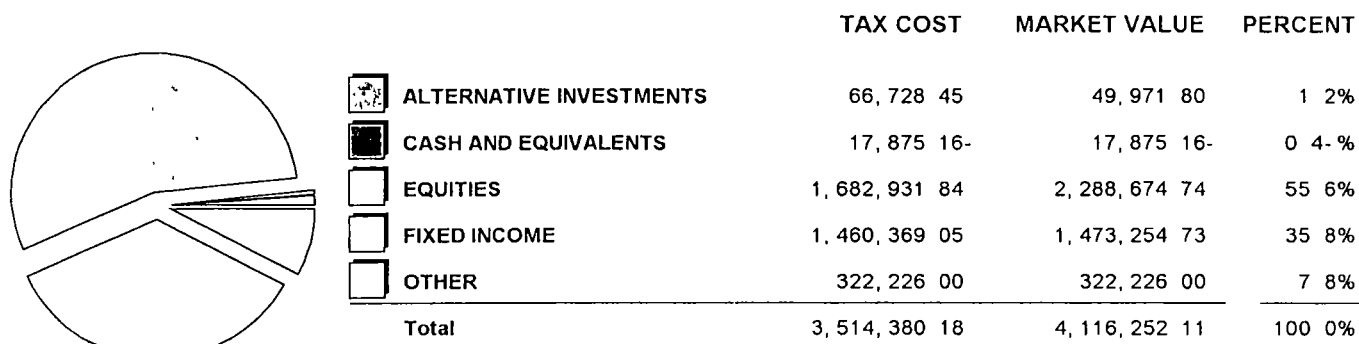 TAX COST MARKET VALUE PERCENT
ALTERNATIVE INVESTMENTS 66, 728 45 49, 971 80 1 2%
CASH AND EQUIVALENTS 17, 875 16- 17, 875 16- 0 4- %
EQUITIES 1, 682, 931 84 2, 288, 674 74 55 6%
FIXED INCOME 1, 460, 369 05 1, 473, 254 73 35 8%
OTHER 322, 226 00 322, 226 00 7 8%
Total 3, 514, 380 18 4, 116, 252 11 100 0%